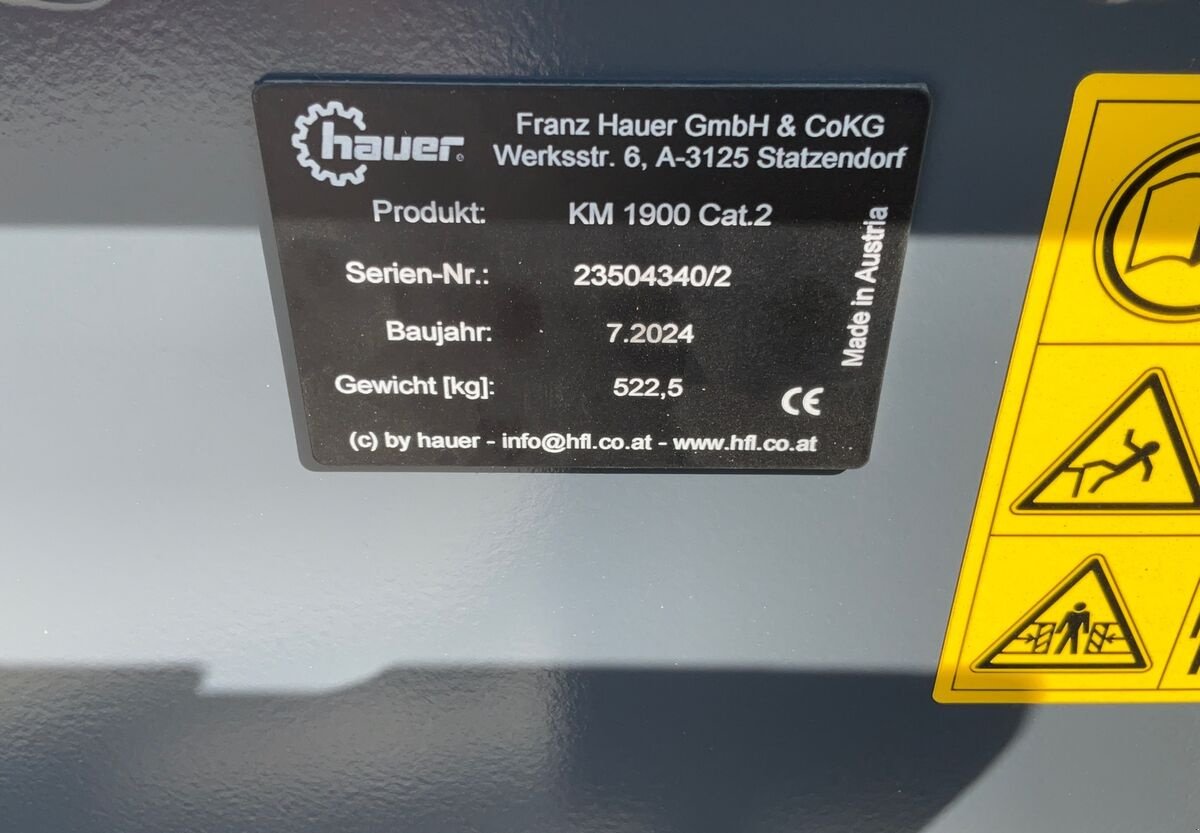 hauer
Franz Hauer GmbH & CoKG
Werksstr. 6, A-3125 Statzendorf
Produkt: KM 1900 Cat.2
Serien-Nr.: 23504340/2
Baujahr: 7.2024
Gewicht [kg]: 522,5
CE
(c) by hauer - info@hfl.co.at - www.hfl.co.at
Made in Austria